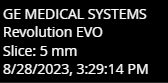 GE MEDICAL SYSTEMS
Revolution EVO
Slice: 5 mm
8/28/2023, 3:29:14 PM